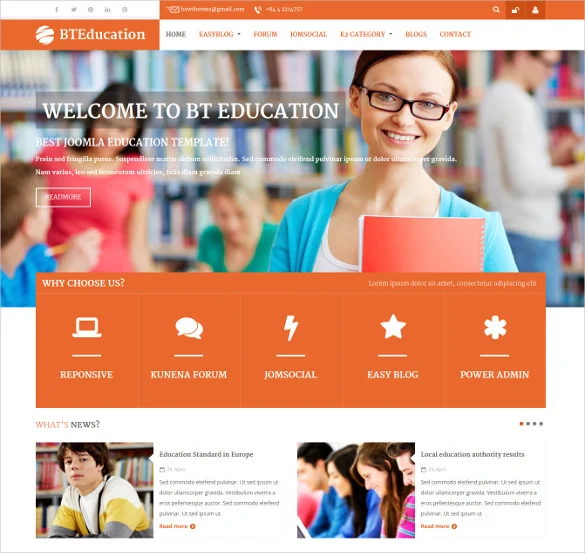 bowthemes@gmail.com +84 4 2214757
BTEducation
HOME EASYBLOG FORUM JOMSOCIAL K2 CATEGORY BLOGS CONTACT
WELCOME TO BT EDUCATION
BEST JOOMLA EDUCATION TEMPLATE!
Proin sed fringilla purus. Suspendisse mattis dictum sollicitudin. Sed commodo eleifend pulvinar ipsum ut dolor ullamcorper gravida.
Nam varius, leo sed fermentum ultricies, felis diam gravida diam
READMORE
WHY CHOOSE US? Lorem ipsum dolor sit amet, consectetur adipiscing elit
REPONSIVE KUNENA FORUM JOMSOCIAL EASY BLOG POWER ADMIN
WHAT'S NEWS?
Education Standard in Europe
Sed commodo eleifend pulvinar. Ut sed ipsum ut
dolor ullamcorper gravida. Vestibulum viverra a
eros pellentesque auctor. Sed commodo eleifend
pulvinar. Ut sed ipsum ut
Read more
Local education authority results
Sed commodo eleifend pulvinar. Ut sed ipsum ut
dolor ullamcorper gravida. Vestibulum viverra a
eros pellentesque auctor. Sed commodo eleifend
pulvinar. Ut sed ipsum ut
Read more